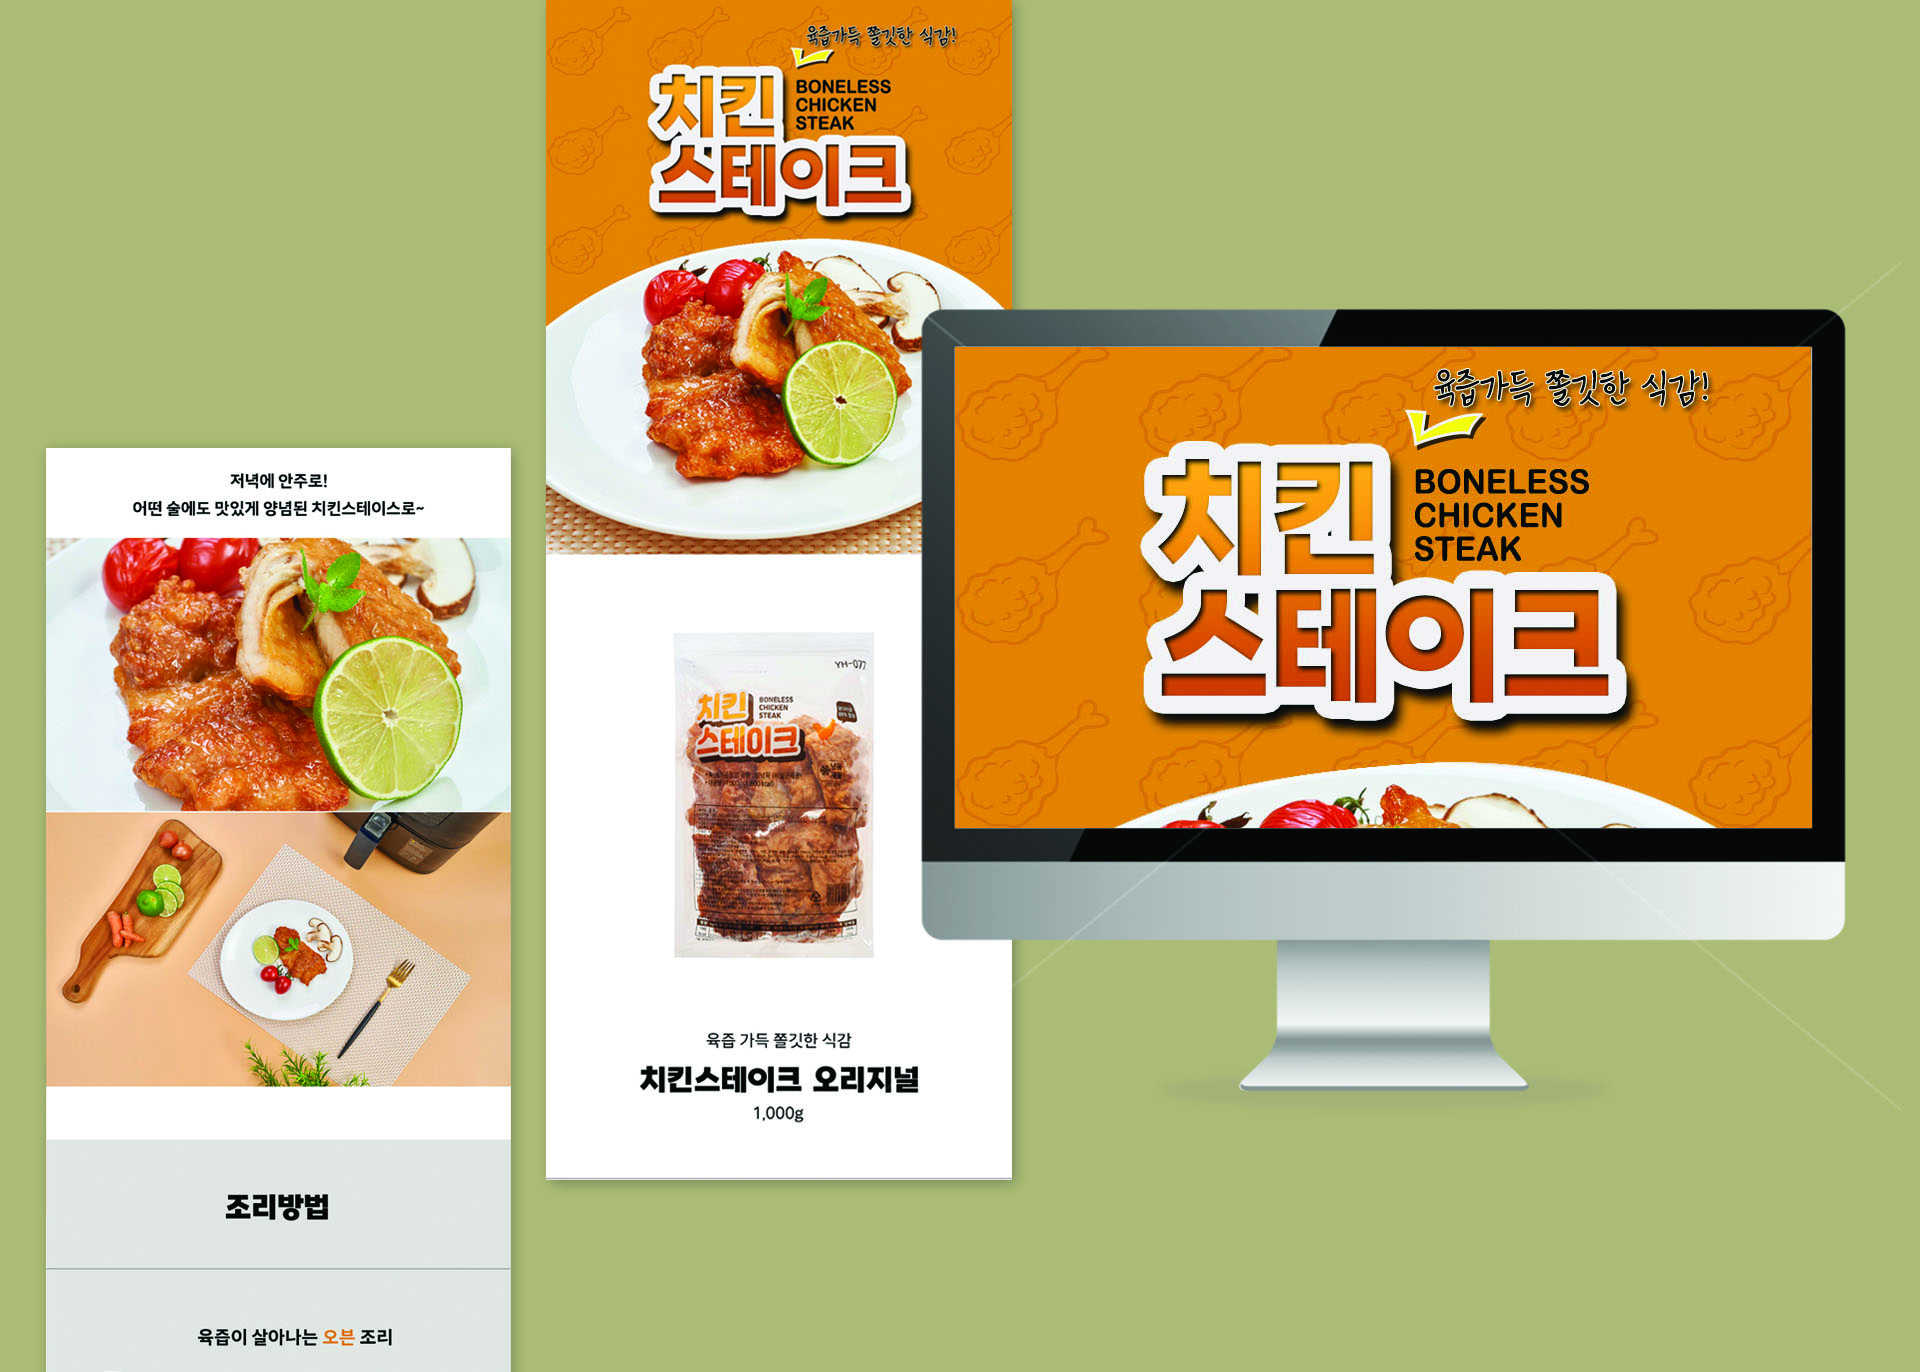 저녁에 안주로!
어떤 술에도 맛있게 양념된 치킨스테이스로~
조리방법
육즙이 살아나는 오븐 조리
육즙가득 쫄깃한 식감!
치킨
BONELESS
CHICKEN
STEAK
스테이크
YH-077
치킨
BONELESS
CHICKEN
STEAK
스테이크
육즙 가득 쫄깃한 식감
치킨스테이크 오리지널
1,000g
육즙가득 쫄깃한 식감!
치킨
BONELESS
CHICKEN
STEAK
스테이크